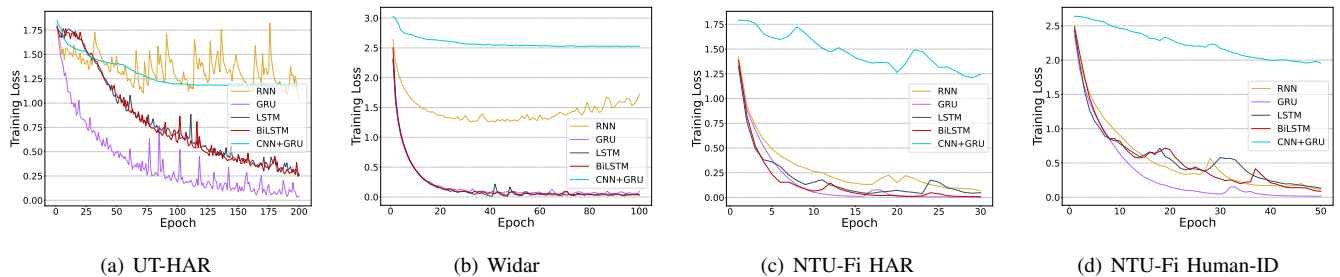 Training Loss
1.75
1.50
1.25
1.00
0.75
0.50
0.25
0.00
0 25 50 75 100 125 150 175 200
Epoch
RNN
GRU
LSTM
BiLSTM
CNN+GRU
(a) UT-HAR
Training Loss
3.0
2.5
2.0
1.5
1.0
0.5
0.0
0 20 40 60 80 100
Epoch
RNN
GRU
LSTM
BiLSTM
CNN+GRU
(b) Widar
Training Loss
1.75
1.50
1.25
1.00
0.75
0.50
0.25
0.00
0 5 10 15 20 25 30
Epoch
RNN
GRU
LSTM
BiLSTM
CNN+GRU
(c) NTU-Fi HAR
Training Loss
2.5
2.0
1.5
1.0
0.5
0.0
0 10 20 30 40 50
Epoch
RNN
GRU
LSTM
BiLSTM
CNN+GRU
(d) NTU-Fi Human-ID